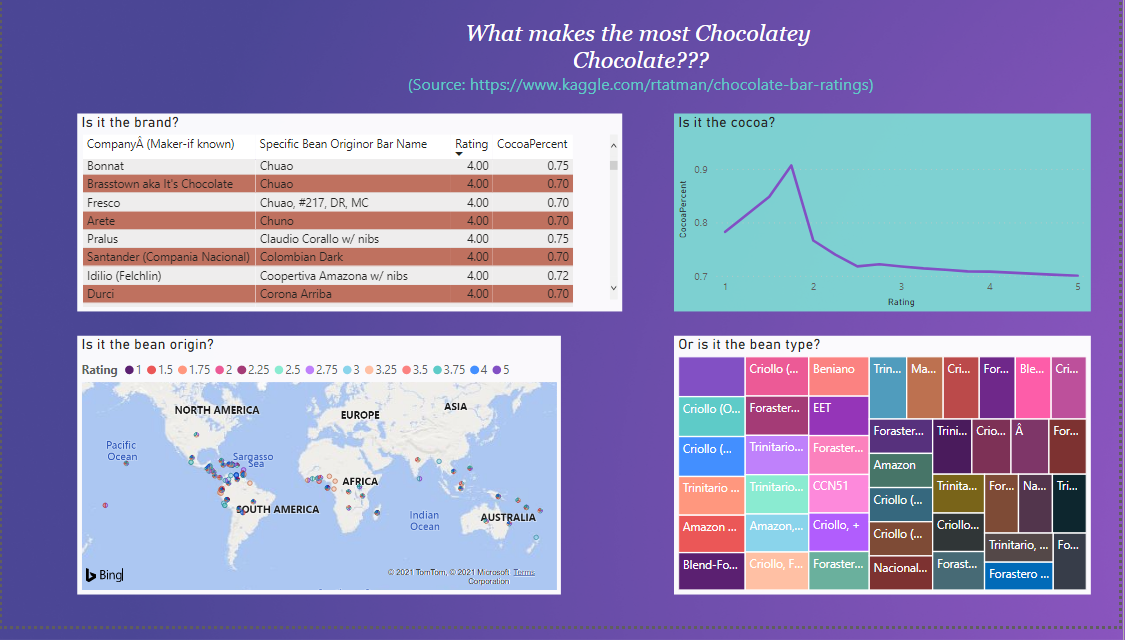 What makes the most Chocolatey
Chocolate???
(Source: https://www.kaggle.com/rtatman/chocolate-bar-ratings)
Is it the brand?
CompanyÂ (Maker-if known) Specific Bean Originor Bar Name Rating CocoaPercent
Bonnat Chuao 4.00 0.75
Brasstown aka It's Chocolate Chuao 4.00 0.70
Fresco Chuao, #217, DR, MC 4.00 0.70
Arete Chuno 4.00 0.70
Pralus Claudio Corallo w/ nibs 4.00 0.75
Santander (Compania Nacional) Colombian Dark 4.00 0.70
Idilio (Felchlin) Coopertiva Amazona w/ nibs 4.00 0.72
Durci Corona Arriba 4.00 0.70
Is it the cocoa?
CocoaPercent
0.9
0.8
0.7
1 2 3 4 5
Rating
Is it the bean origin?
Rating 1 1.5 1.75 2 2.25 2.5 2.75 3 3.25 3.5 3.75 4 5
NORTH AMERICA
EUROPE
ASIA
Pacific
Ocean
Sargasso
Sea
AFRICA
SOUTH AMERICA
Indian
Ocean
AUSTRALIA
Bing
© 2021 TomTom, © 2021 Microsoft Corporation Terms
Or is it the bean type?
Criollo (O...
Criollo (...
Trinitario ...
Amazon ...
Blend-Fo...
Criollo (...
Foraster...
Trinitario...
Trinitario...
Amazon,...
Criollo, F...
Beniano
EET
Foraster...
CCN51
Criollo, +
Foraster...
Trin...
Ma...
Cri...
For...
Ble...
Cri...
Foraster...
Amazon
Criollo (...
Criollo (...
Nacional...
Trini...
Crio...
Â
For...
Trinita...
Criollo...
Forast...
For...
Na...
Tri...
Trinitario, ...
Fo...
Forastero ...